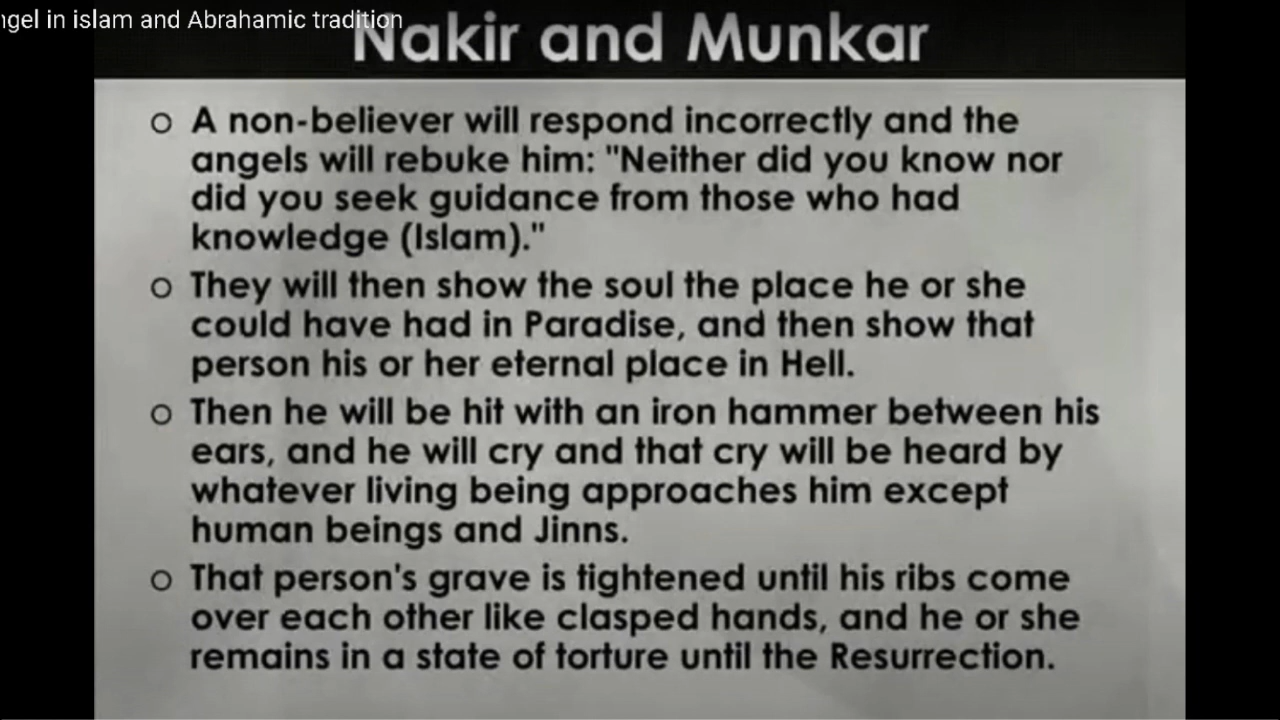 ngel in islam and Abrahamic tradition
Nakir and Munkar
o A non-believer will respond incorrectly and the
angels will rebuke him: "Neither did you know nor
did you seek guidance from those who had
knowledge (Islam)."
o They will then show the soul the place he or she
could have had in Paradise, and then show that
person his or her eternal place in Hell.
o Then he will be hit with an iron hammer between his
ears, and he will cry and that cry will be heard by
whatever living being approaches him except
human beings and Jinns.
o That person's grave is tightened until his ribs come
over each other like clasped hands, and he or she
remains in a state of torture until the Resurrection.